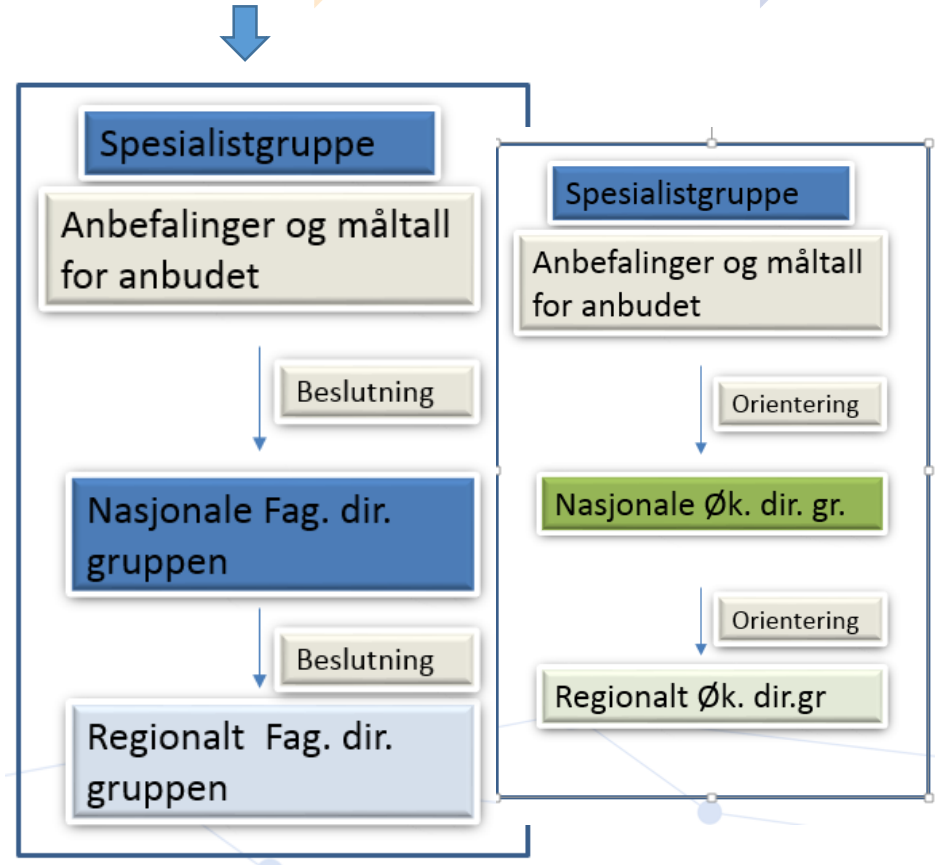 Spesialistgruppe
Anbefalinger og måltall
for anbudet
Beslutning
Nasjonale Fag. dir.
gruppen
Beslutning
Regionalt Fag. dir.
gruppen
Spesialistgruppe
Anbefalinger og måltall
for anbudet
Orientering
Nasjonale Øk. dir. gr.
Orientering
Regionalt Øk. dir.gr